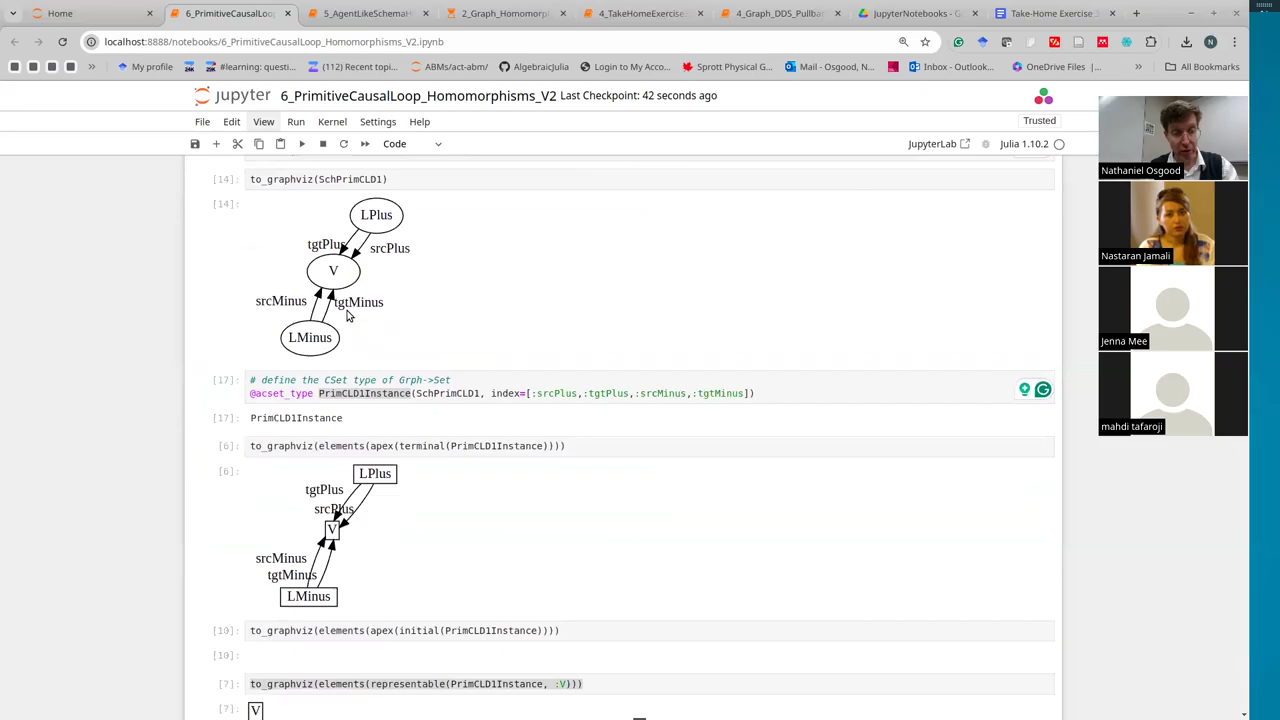 Home
6_PrimitiveCausalLoop
5_AgentLikeSchemaH
2_Graph_Homomorp
4_TakeHomeExercise:
4_Graph_DDS_Pullba
JupyterNotebooks - G
Take-Home Exercise 3
localhost:8888/notebooks/6_PrimitiveCausalLoop_Homomorphisms_V2.ipynb
My profile
#learning: questi...
(112) Recent topi...
ABMs/act-abm/
AlgebraicJulia
Login to HeyMath...
Sprott Physical G...
Mail - Osgood, N...
Inbox - Outlook...
OneDrive Files |...
All Bookmarks
jupyter 6_PrimitiveCausalLoop_Homomorphisms_V2 Last Checkpoint: 42 seconds ago
File Edit View Run Kernel Settings Help
Trusted
Code
JupyterLab
Julia 1.10.2
[14]: to_graphviz(SchPrimCLD1)
[14]:
LPlus
tgtPlus
srcPlus
V
srcMinus
tgtMinus
LMinus
[17]: # define the CSet type of Grph->Set
@acset_type PrimCLD1Instance(SchPrimCLD1, index=[:srcPlus,:tgtPlus,:srcMinus,:tgtMinus])
[17]: PrimCLD1Instance
[6]: to_graphviz(elements(apex(terminal(PrimCLD1Instance))))
[6]:
LPlus
tgtPlus
srcPlus
V
srcMinus
tgtMinus
LMinus
[10]: to_graphviz(elements(apex(initial(PrimCLD1Instance))))
[10]:
[7]: to_graphviz(elements(representable(PrimCLD1Instance, :V)))
[7]:
V
Nathaniel Osgood
Nastaran Jamali
Jenna Mee
mahdi tafaroji